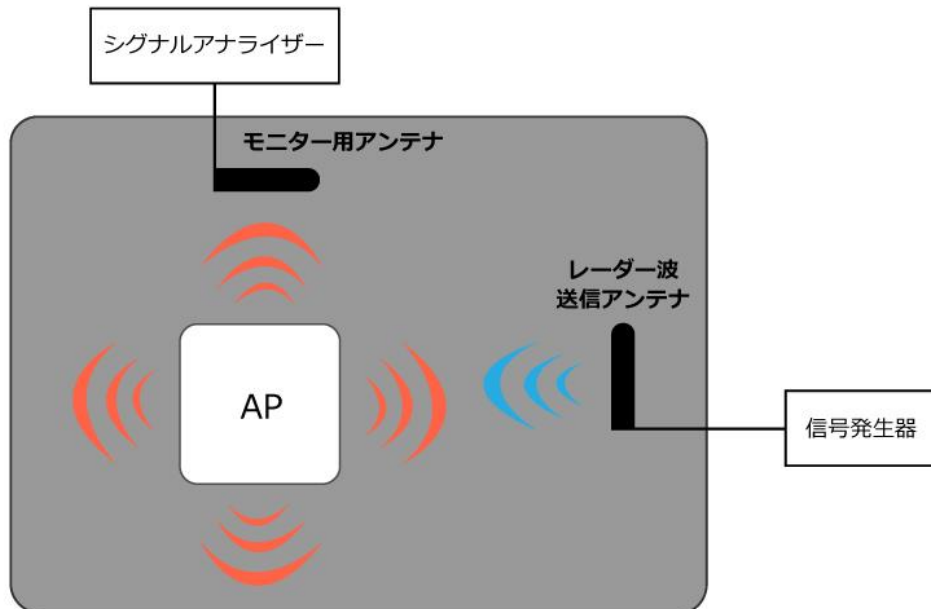 シグナルアナライザー
モニター用アンテナ
レーダー波
送信アンテナ
AP
信号発生器